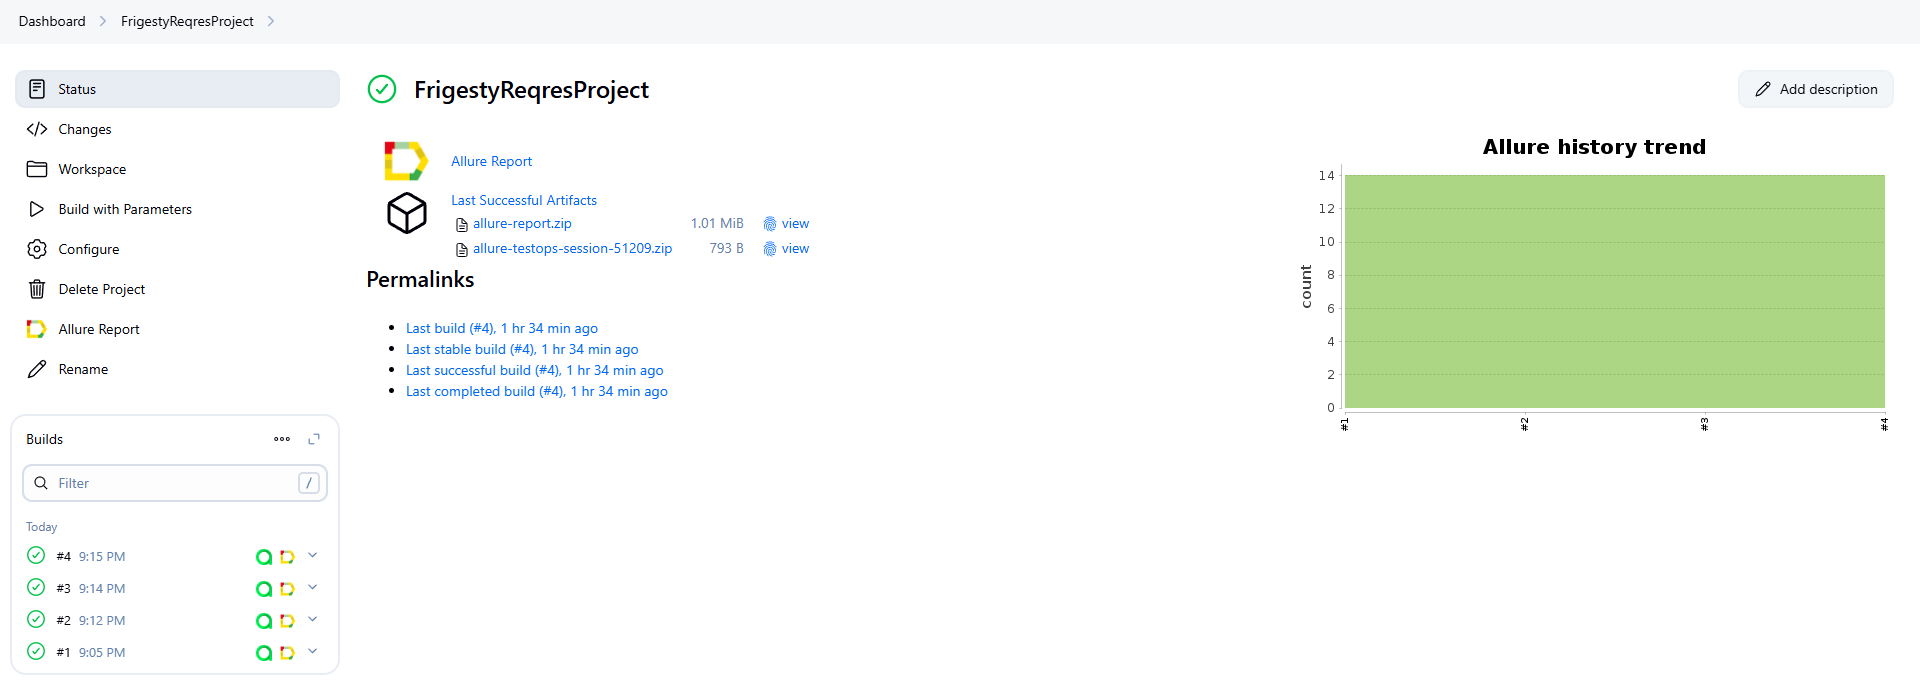 Dashboard FrigestyReqresProject
Status
Changes
Workspace
Build with Parameters
Configure
Delete Project
Allure Report
Rename
Builds
Filter /
Today
#4 9:15 PM
#3 9:14 PM
#2 9:12 PM
#1 9:05 PM
FrigestyReqresProject
Add description
Allure Report
Last Successful Artifacts
allure-report.zip 1.01 MiB view
allure-testops-session-51209.zip 793 B view
Permalinks
Last build (#4), 1 hr 34 min ago
Last stable build (#4), 1 hr 34 min ago
Last successful build (#4), 1 hr 34 min ago
Last completed build (#4), 1 hr 34 min ago
Allure history trend
count
14
12
10
8
6
4
2
0
#1 #2 #3 #4